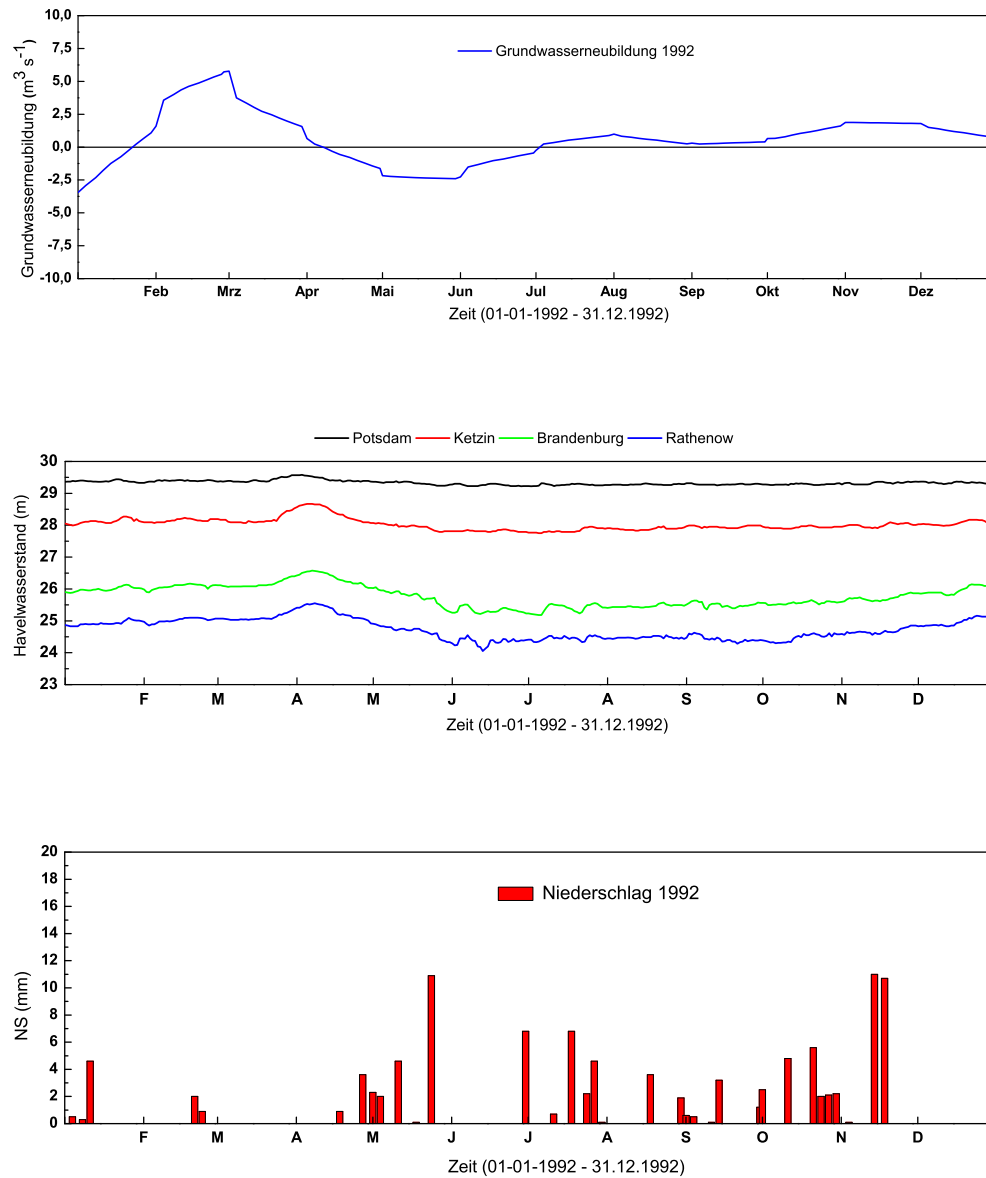 10,0
7,5
5,0
2,5
0,0
-2,5
-5,0
-7,5
-10,0
Grundwasserneubildung (m³ s⁻¹)
Grundwasserneubildung 1992
Feb Mrz Apr Mai Jun Jul Aug Sep Okt Nov Dez
Zeit (01-01-1992 - 31.12.1992)
Potsdam Ketzin Brandenburg Rathenow
30
29
28
27
26
25
24
23
Havelwasserstand (m)
F M A M J J A S O N D
Zeit (01-01-1992 - 31.12.1992)
20
18
16
14
12
10
8
6
4
2
0
NS (mm)
Niederschlag 1992
F M A M J J A S O N D
Zeit (01-01-1992 - 31.12.1992)